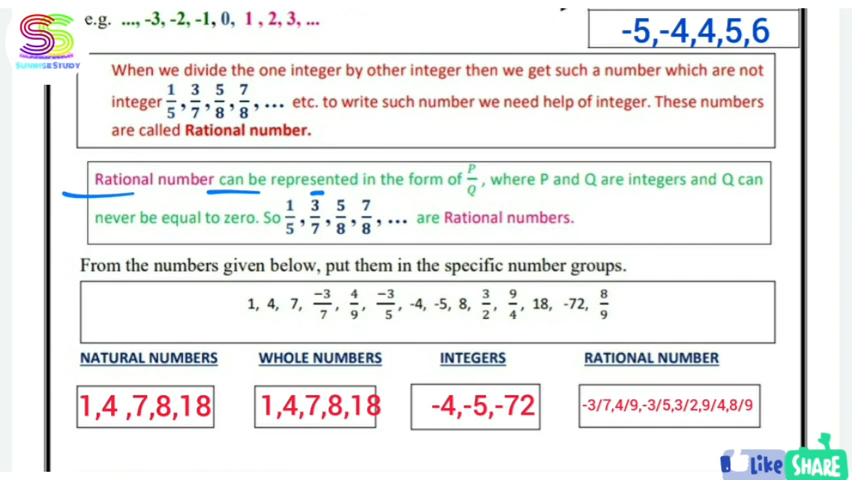 e.g. ..., -3, -2, -1, 0, 1 , 2, 3, ...
-5,-4,4,5,6
SS
SUNRISE STUDY
When we divide the one integer by other integer then we get such a number which are not
integer 1/5, 3/7, 5/8, 7/8, ... etc. to write such number we need help of integer. These numbers
are called Rational number.
Rational number can be represented in the form of P/Q, where P and Q are integers and Q can
never be equal to zero. So 1/5, 3/7, 5/8, 7/8, ... are Rational numbers.
From the numbers given below, put them in the specific number groups.
1, 4, 7, -3/7, 4/9, -3/5, -4, -5, 8, 3/2, 9/4, 18, -72, 8/9
NATURAL NUMBERS WHOLE NUMBERS INTEGERS RATIONAL NUMBER
1,4 ,7,8,18 1,4,7,8,18 -4,-5,-72 -3/7,4/9,-3/5,3/2,9/4,8/9
Like SHARE